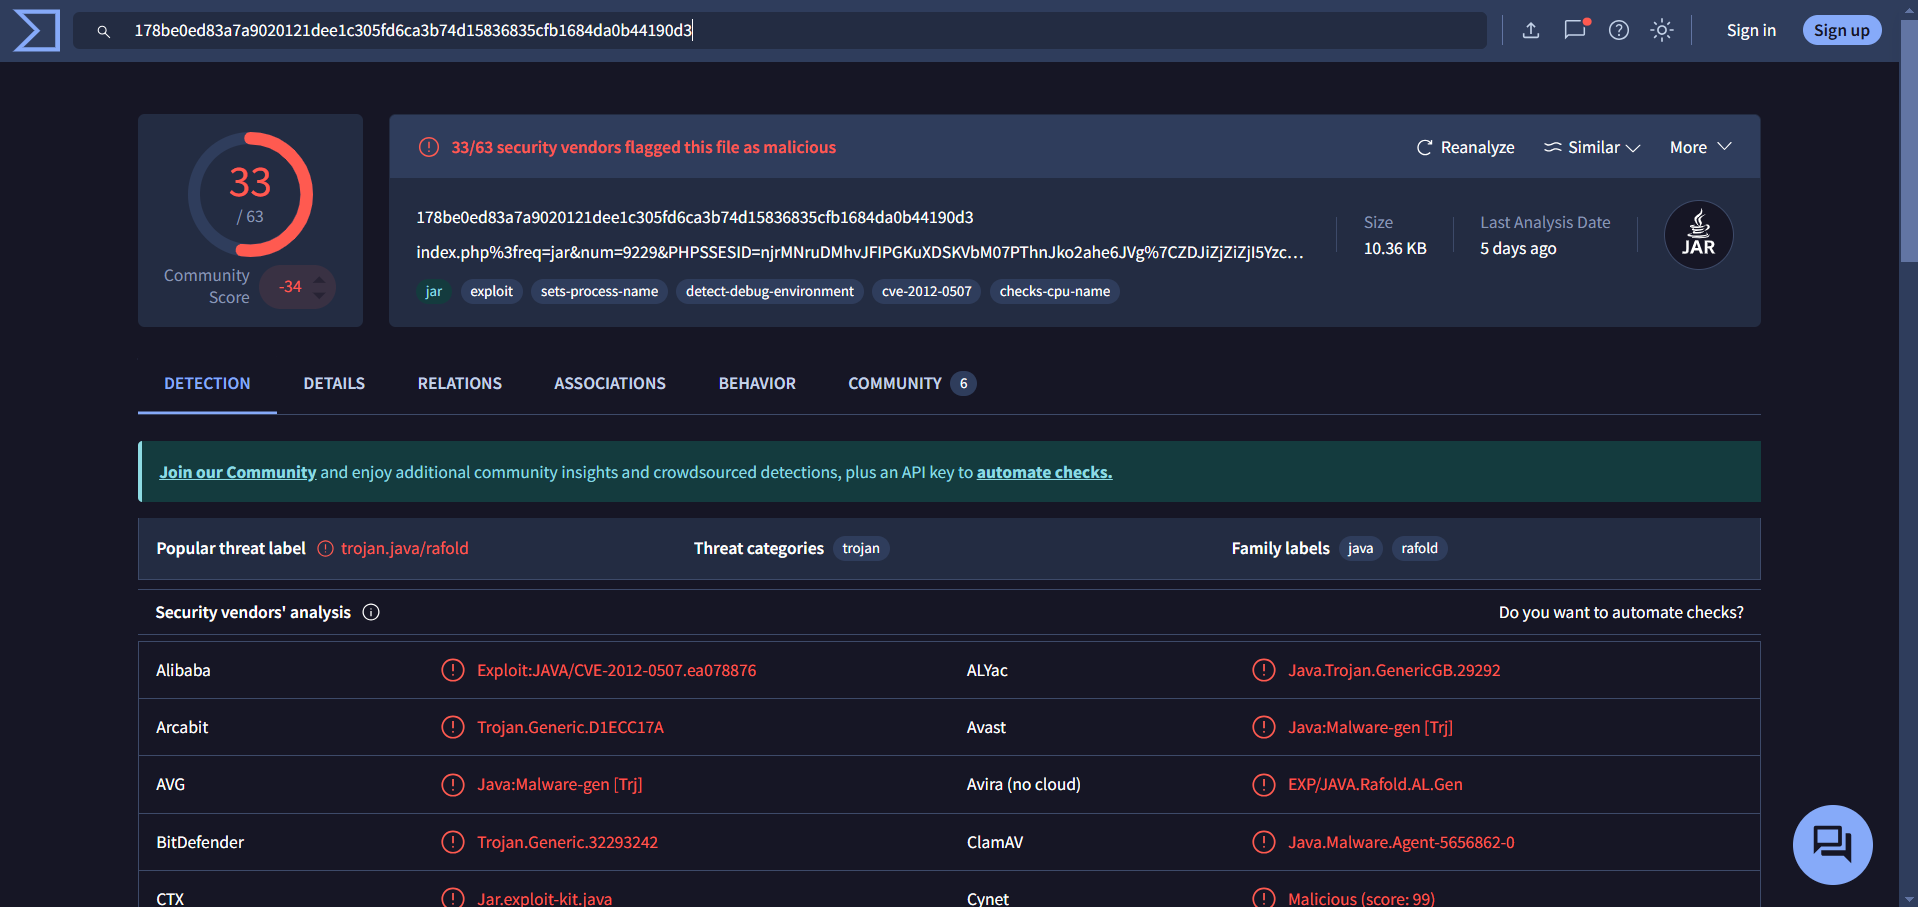 178be0ed83a7a9020121dee1c305fd6ca3b74d15836835cfb1684da0b44190d3
Sign in
Sign up
33
/ 63
Community Score
-34
33/63 security vendors flagged this file as malicious
Reanalyze
Similar
More
178be0ed83a7a9020121dee1c305fd6ca3b74d15836835cfb1684da0b44190d3
index.php%3freq=jar&num=9229&PHPSSESID=njrMNruDMhvJFIPGKuXDSKVbM07PThnJko2ahe6JVg%7CZDJiZjZiZjI5Yzc...
Size
10.36 KB
Last Analysis Date
5 days ago
JAR
jar
exploit
sets-process-name
detect-debug-environment
cve-2012-0507
checks-cpu-name
DETECTION
DETAILS
RELATIONS
ASSOCIATIONS
BEHAVIOR
COMMUNITY 6
Join our Community and enjoy additional community insights and crowdsourced detections, plus an API key to automate checks.
Popular threat label trojan.java/rafold
Threat categories trojan
Family labels java rafold
Security vendors' analysis
Do you want to automate checks?
Alibaba Exploit:JAVA/CVE-2012-0507.ea078876
ALYac Java.Trojan.GenericGB.29292
Arcabit Trojan.Generic.D1ECC17A
Avast Java:Malware-gen [Trj]
AVG Java:Malware-gen [Trj]
Avira (no cloud) EXP/JAVA.Rafold.AL.Gen
BitDefender Trojan.Generic.32293242
ClamAV Java.Malware.Agent-5656862-0
CTX Jar.exploit-kit.java
Cynet Malicious (score: 99)